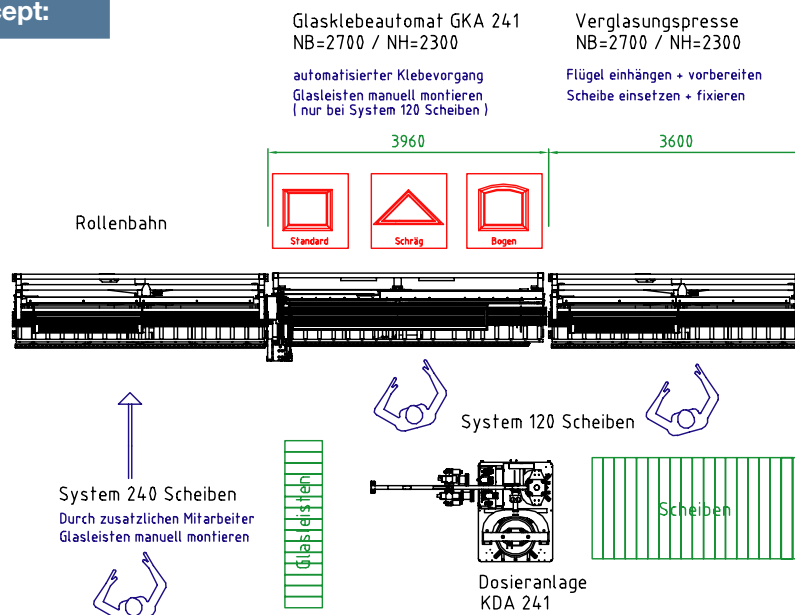 cept:
Glasklebeautomat GKA 241
NB=2700 / NH=2300
automatisierter Klebevorgang
Glasleisten manuell montieren
( nur bei System 120 Scheiben )
Verglasungspresse
NB=2700 / NH=2300
Flügel einhängen + vorbereiten
Scheibe einsetzen + fixieren
3960
3600
Standard
Schräg
Bogen
Rollenbahn
System 120 Scheiben
System 240 Scheiben
Durch zusatzlichen Mitarbeiter
Glasleisten manuell montieren
Glasleisten
Scheiben
Dosieranlage
KDA 241